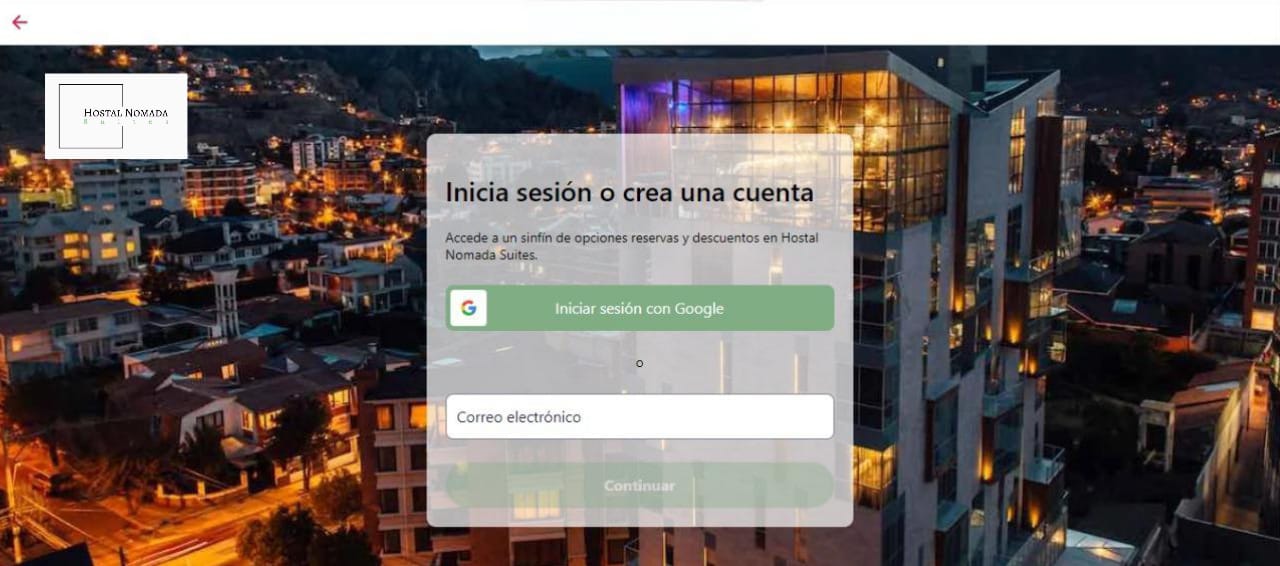 HOSTAL NOMADA
Suites
Inicia sesión o crea una cuenta
Accede a un sinfín de opciones reservas y descuentos en Hostal
Nomada Suites.
Iniciar sesión con Google
o
Correo electrónico
Continuar